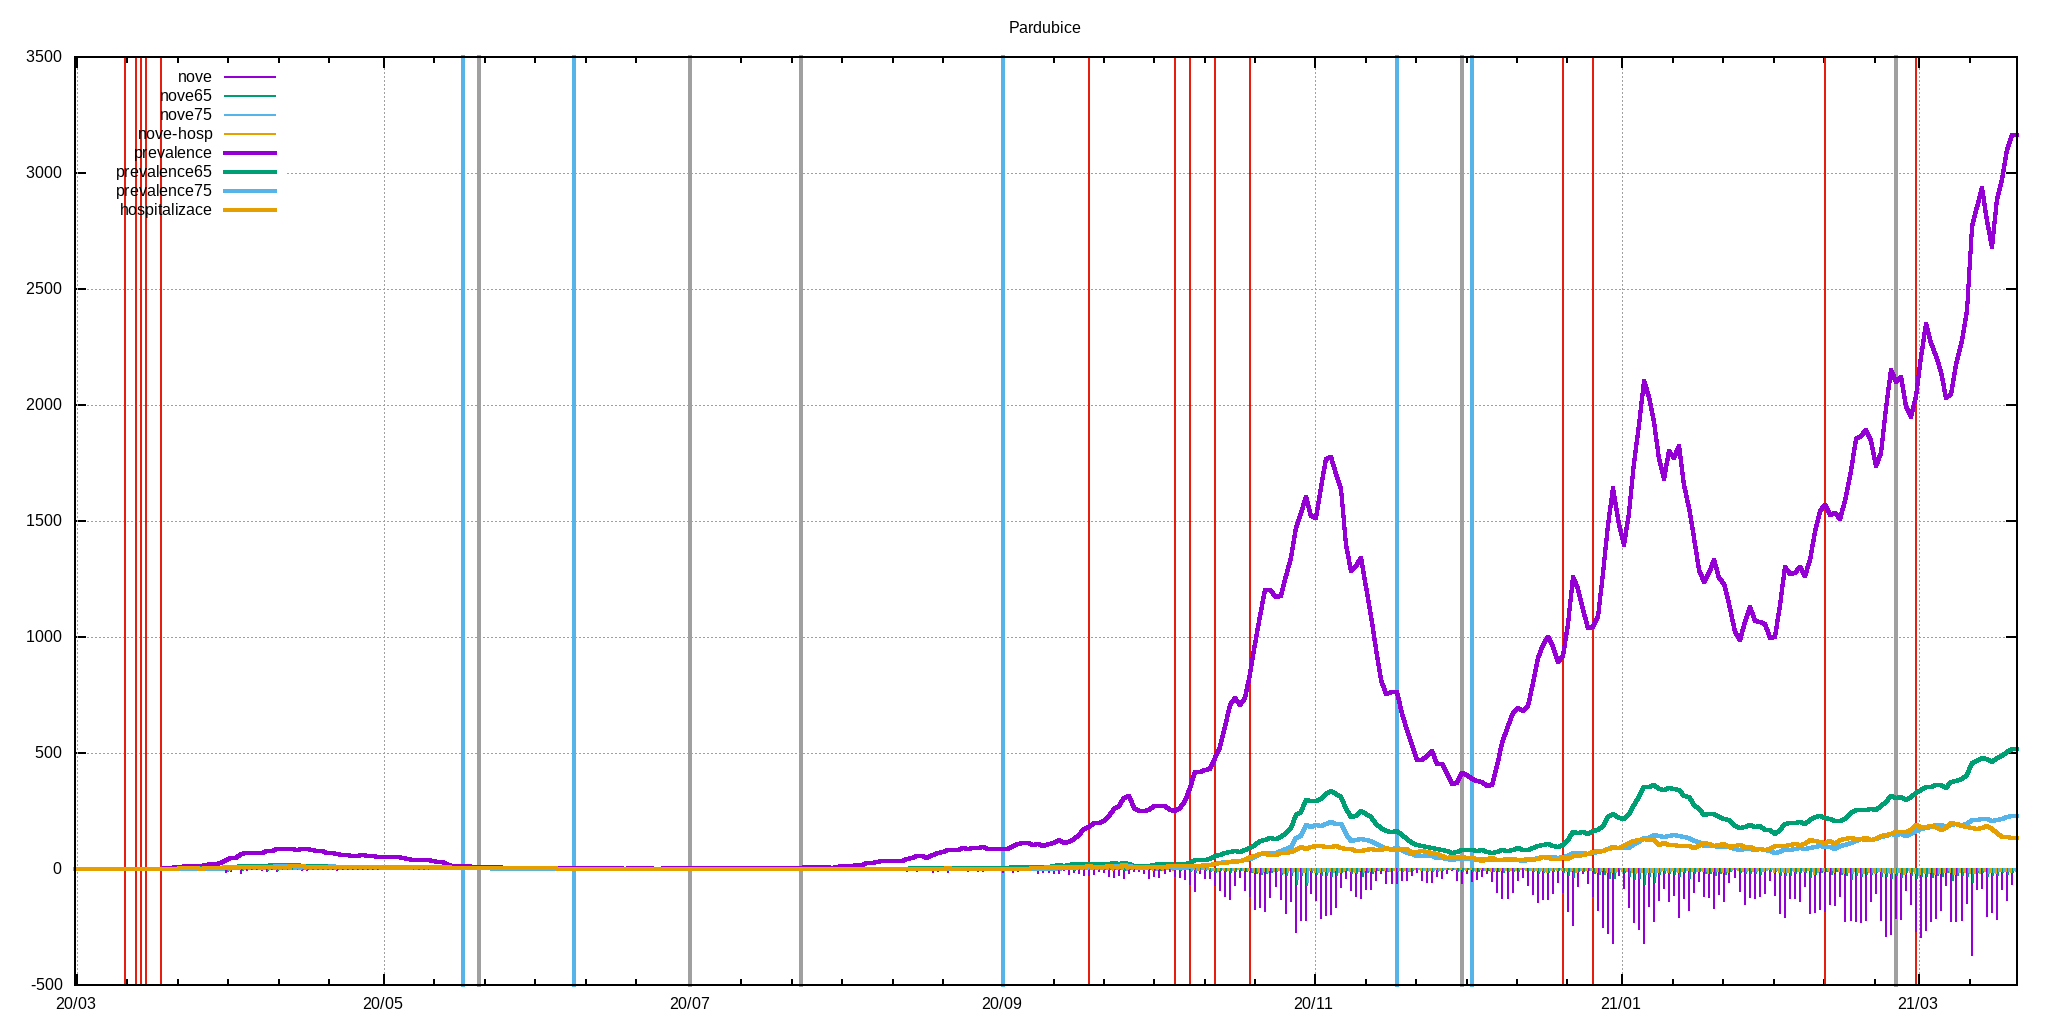 Pardubice
3500
3000
2500
2000
1500
1000
500
0
-500
nove
nove65
nove75
nove-hosp
prevalence
prevalence65
prevalence75
hospitalizace
20/03 20/05 20/07 20/09 20/11 21/01 21/03